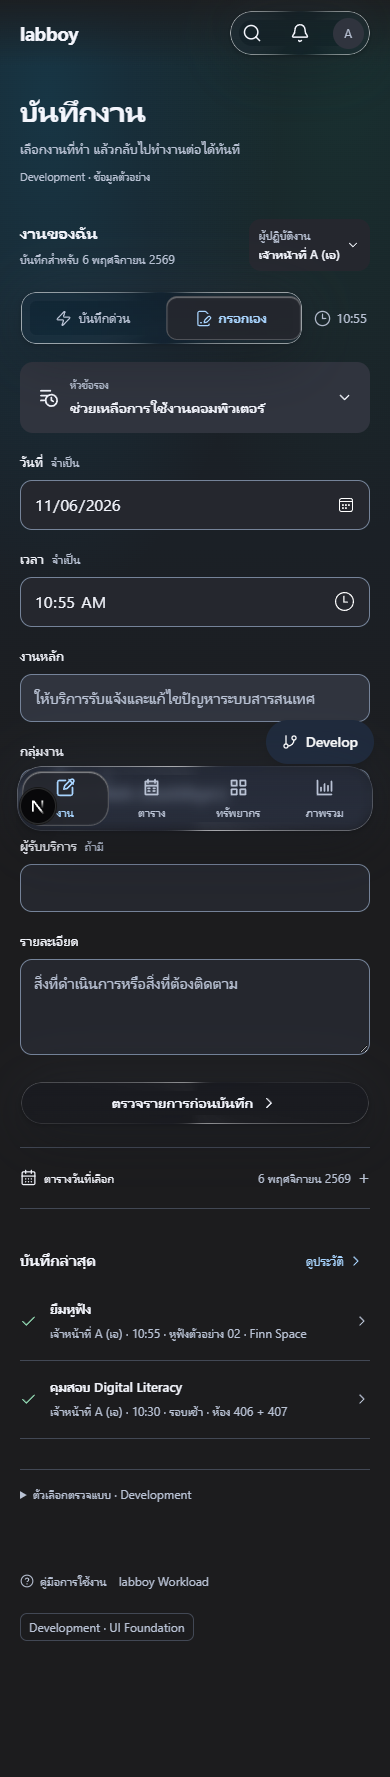 labboy
A
บันทึกงาน
เลือกงานที่ทำ แล้วกลับไปทำงานต่อได้ทันที
Development · ข้อมูลตัวอย่าง
งานของฉัน
บันทึกสำหรับ 6 พฤศจิกายน 2569
ผู้ปฏิบัติงาน
เจ้าหน้าที่ A (เอ)
บันทึกด่วน
กรอกเอง
10:55
หัวข้อรอง
ช่วยเหลือการใช้งานคอมพิวเตอร์
วันที่ จำเป็น
11/06/2026
เวลา จำเป็น
10:55 AM
งานหลัก
ให้บริการรับแจ้งและแก้ไขปัญหาระบบสารสนเทศ
กลุ่มงาน
Develop
N
งาน
ตาราง
ทรัพยากร
ภาพรวม
ผู้รับบริการ ถ้ามี
รายละเอียด
สิ่งที่ดำเนินการหรือสิ่งที่ต้องติดตาม
ตรวจรายการก่อนบันทึก
ตารางวันที่เลือก
6 พฤศจิกายน 2569 +
บันทึกล่าสุด
ดูประวัติ
ยืมหูฟัง
เจ้าหน้าที่ A (เอ) · 10:55 · หูฟังตัวอย่าง 02 · Finn Space
คุมสอบ Digital Literacy
เจ้าหน้าที่ A (เอ) · 10:30 · รอบเช้า · ห้อง 406 + 407
ตัวเลือกตรวจแบบ · Development
คู่มือการใช้งาน labboy Workload
Development · UI Foundation